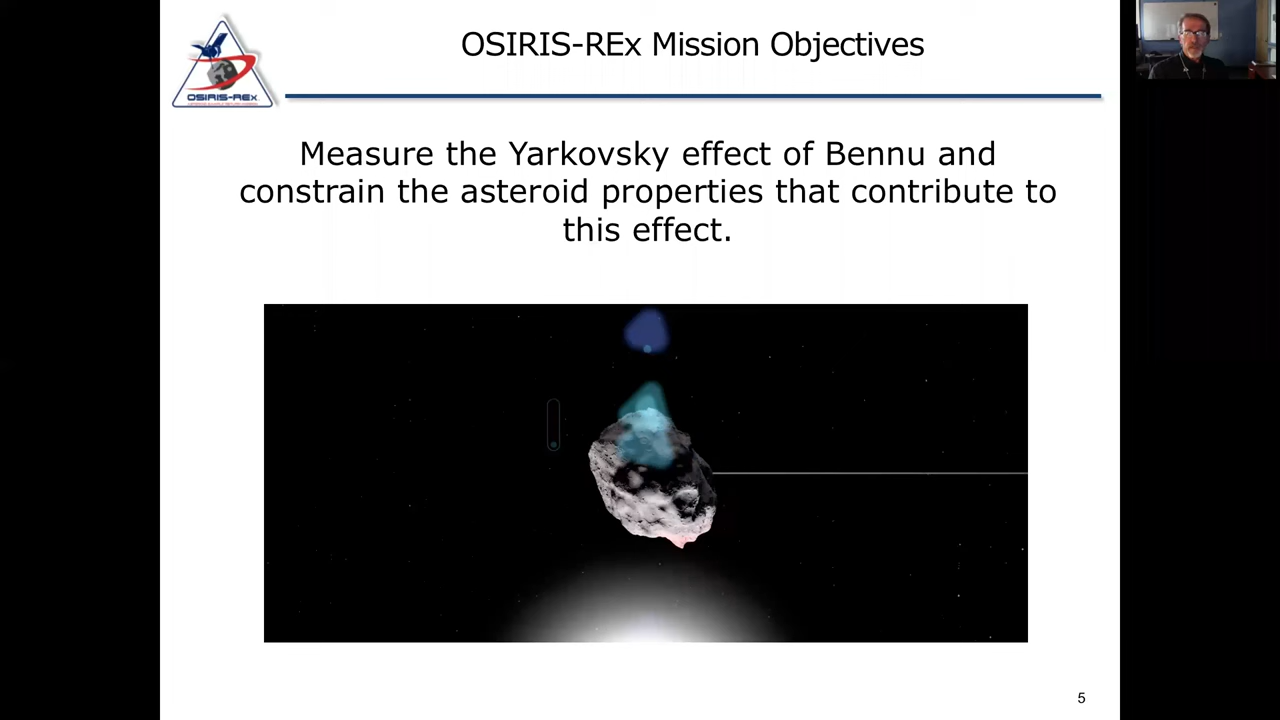 OSIRIS-REx Mission Objectives
OSIRIS-REx
Measure the Yarkovsky effect of Bennu and
constrain the asteroid properties that contribute to
this effect.
5